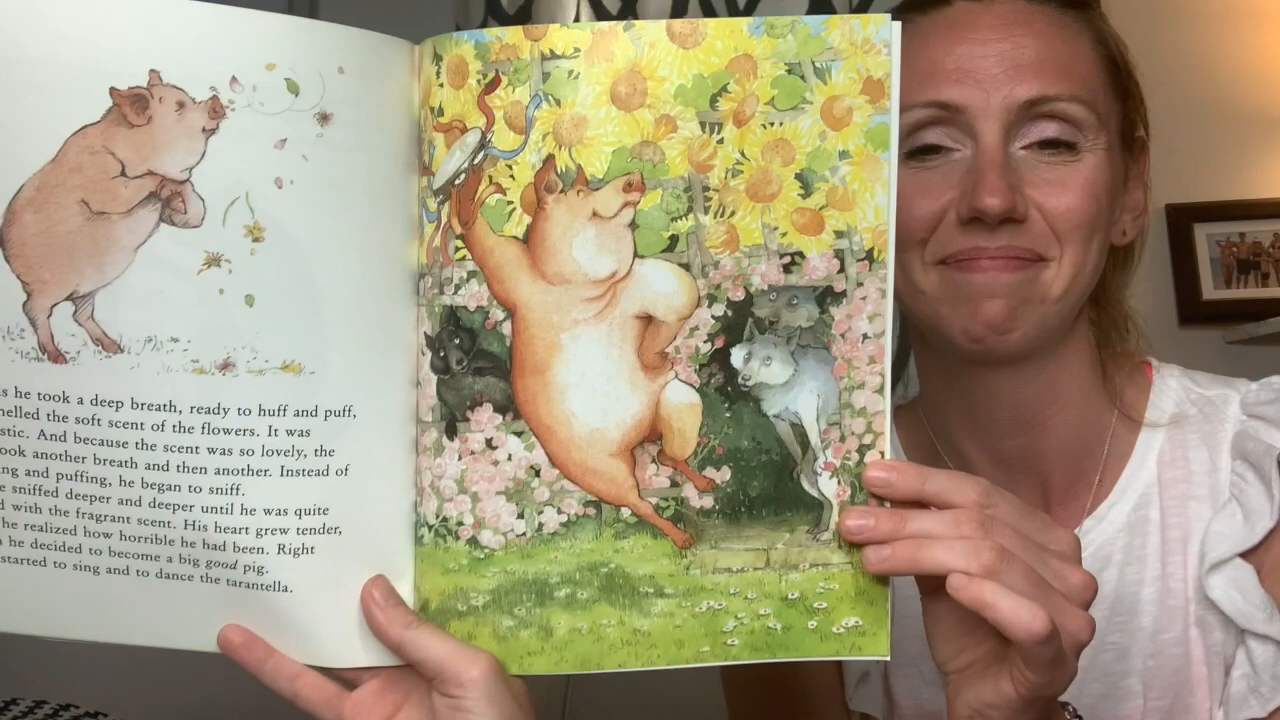 he took a deep breath, ready to huff and puff,
the soft scent of the flowers. It was
And because the scent was so lovely, the
another breath and then another. Instead of
and puffing, he began to sniff.
sniffed deeper and deeper until he was quite
with the fragrant scent. His heart grew tender,
he realized how horrible he had been. Right
he decided to become a big good pig.
started to sing and to dance the tarantella.